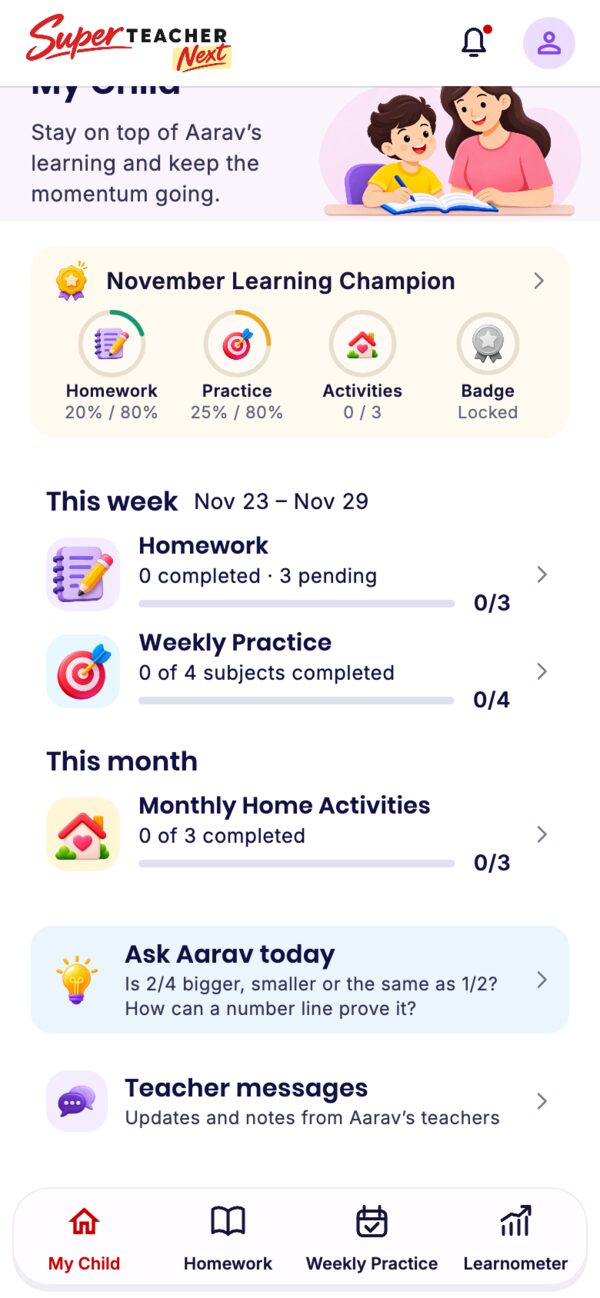 Super TEACHER
Next
My Child
Stay on top of Aarav’s
learning and keep the
momentum going.
November Learning Champion
Homework
20% / 80%
Practice
25% / 80%
Activities
0 / 3
Badge
Locked
This week Nov 23 – Nov 29
Homework
0 completed · 3 pending
0/3
Weekly Practice
0 of 4 subjects completed
0/4
This month
Monthly Home Activities
0 of 3 completed
0/3
Ask Aarav today
Is 2/4 bigger, smaller or the same as 1/2?
How can a number line prove it?
Teacher messages
Updates and notes from Aarav’s teachers
My Child
Homework
Weekly Practice
Learnometer